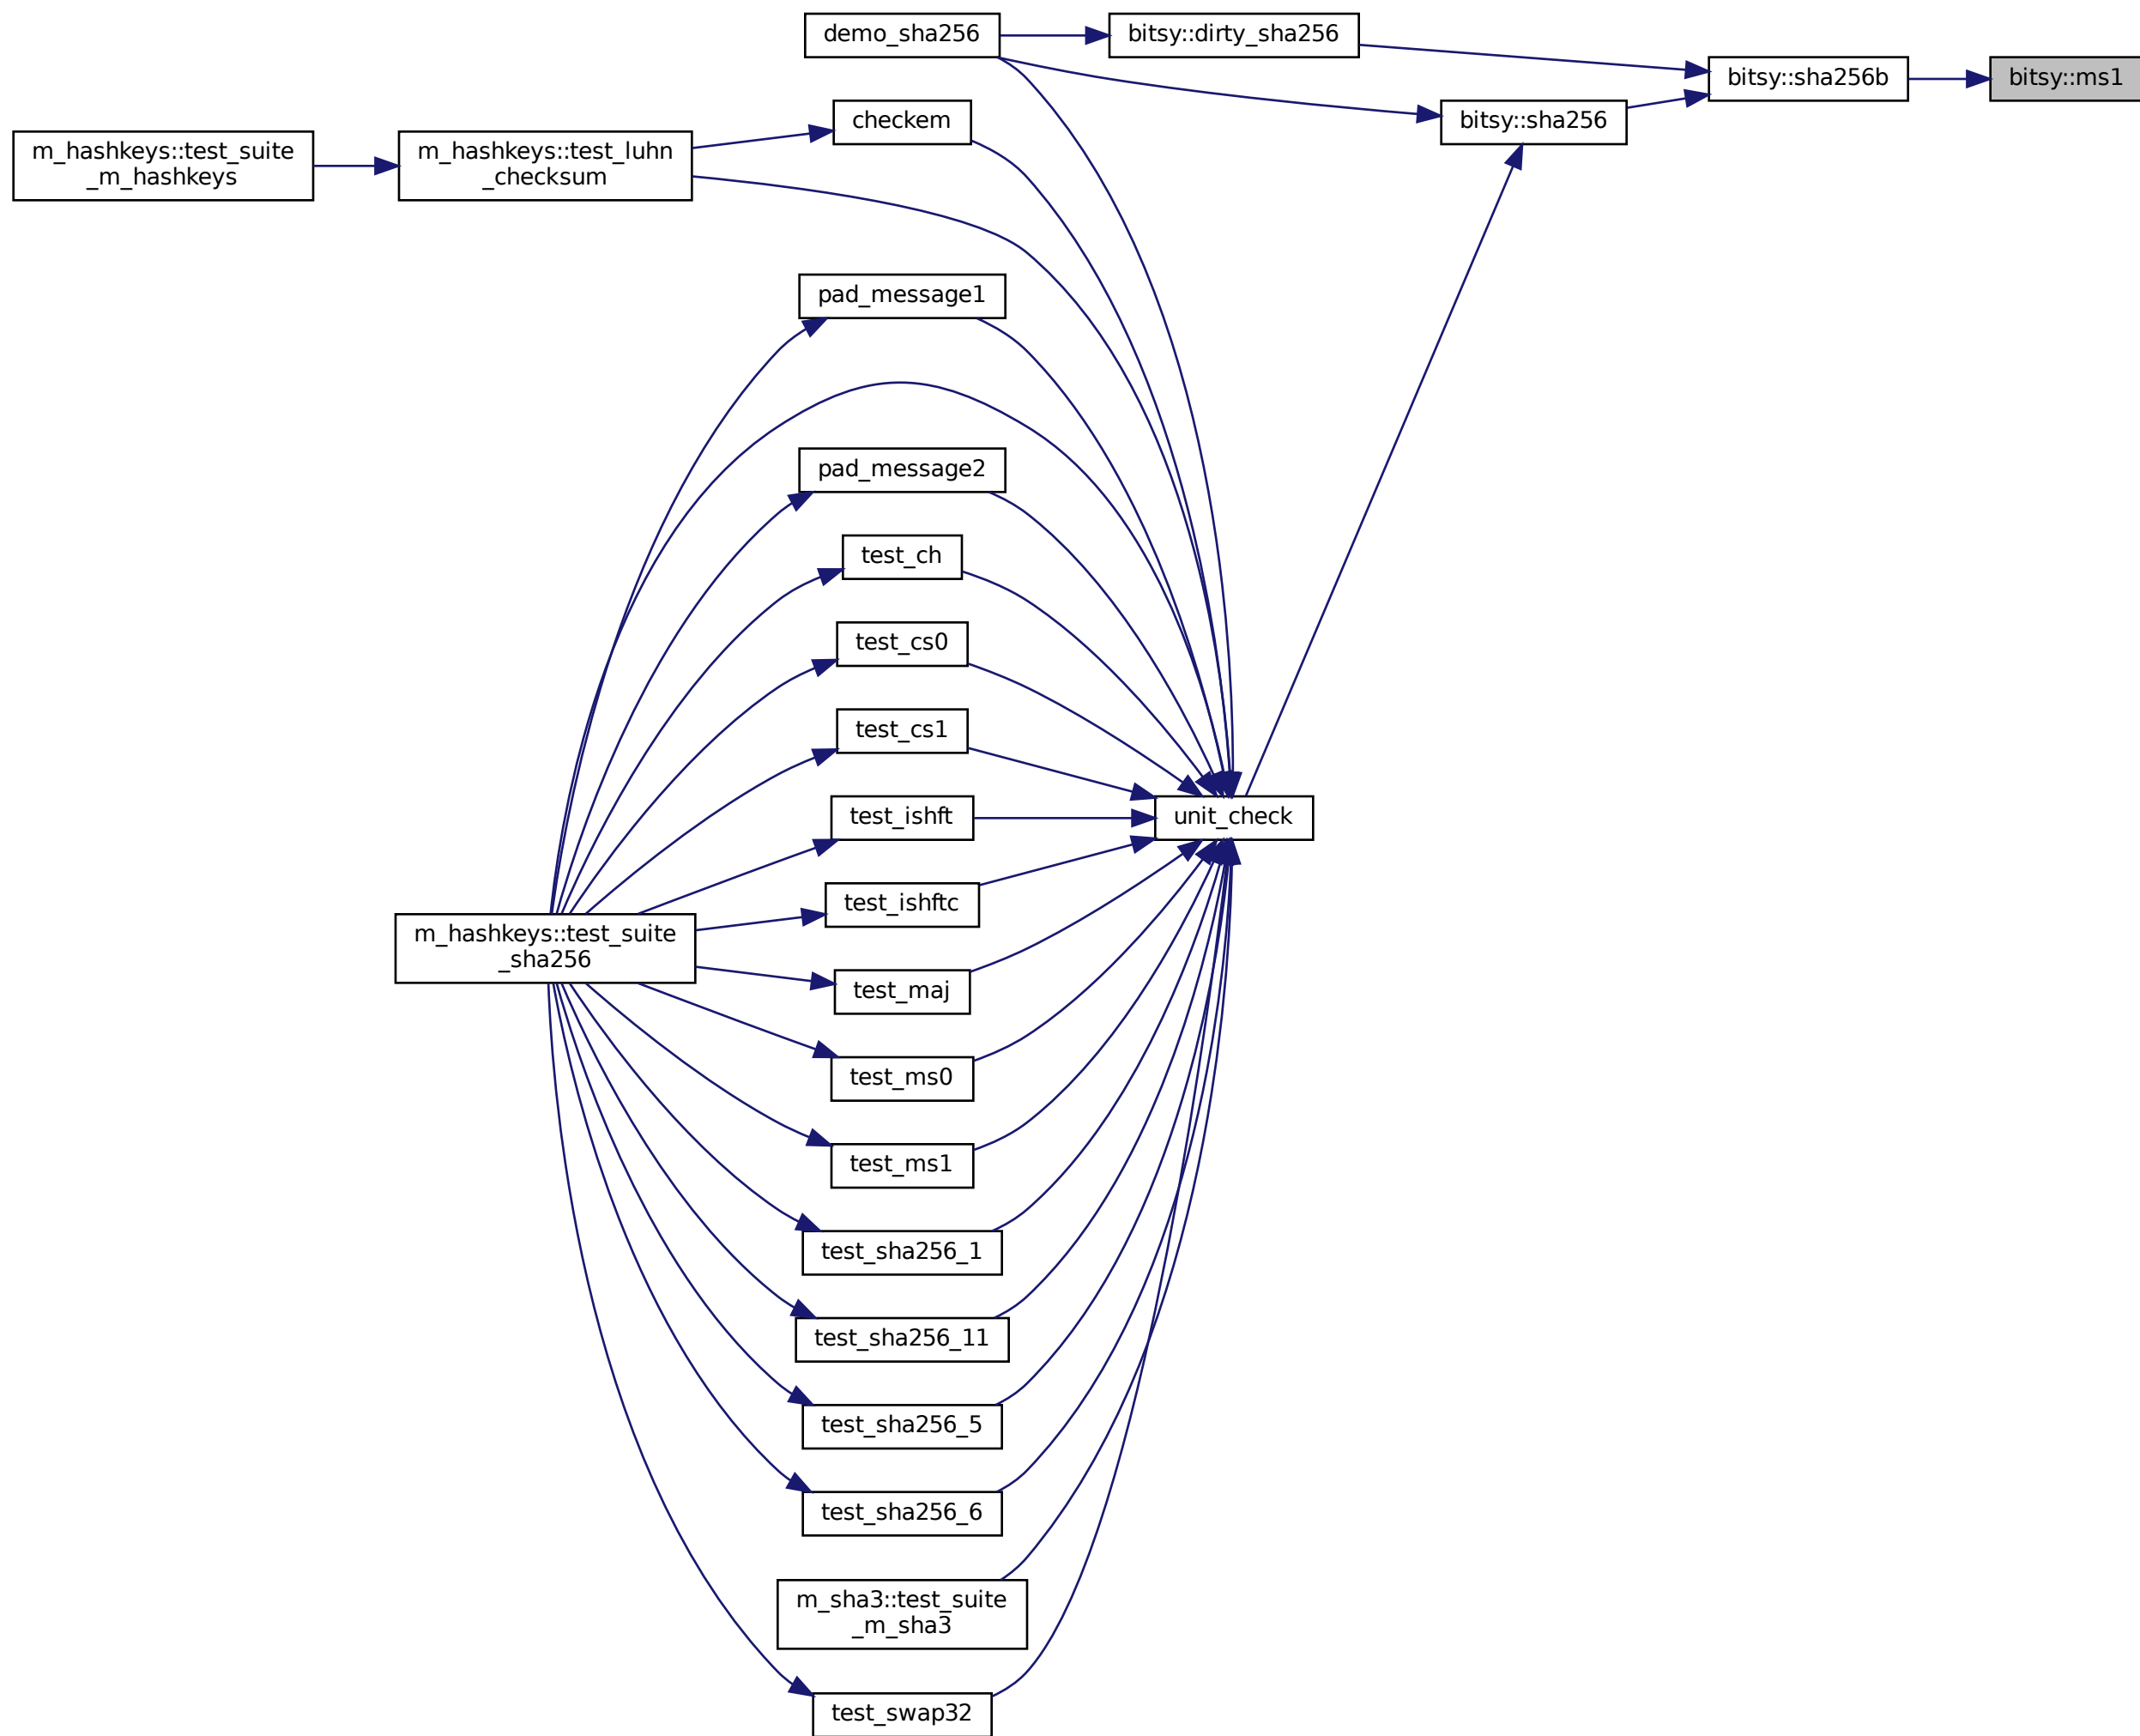 demo_sha256
bitsy::dirty_sha256
bitsy::sha256b
bitsy::ms1
bitsy::sha256
checkem
m_hashkeys::test_luhn
_checksum
m_hashkeys::test_suite
_m_hashkeys
pad_message1
pad_message2
test_ch
test_cs0
test_cs1
test_ishft
unit_check
test_ishftc
m_hashkeys::test_suite
_sha256
test_maj
test_ms0
test_ms1
test_sha256_1
test_sha256_11
test_sha256_5
test_sha256_6
m_sha3::test_suite
_m_sha3
test_swap32